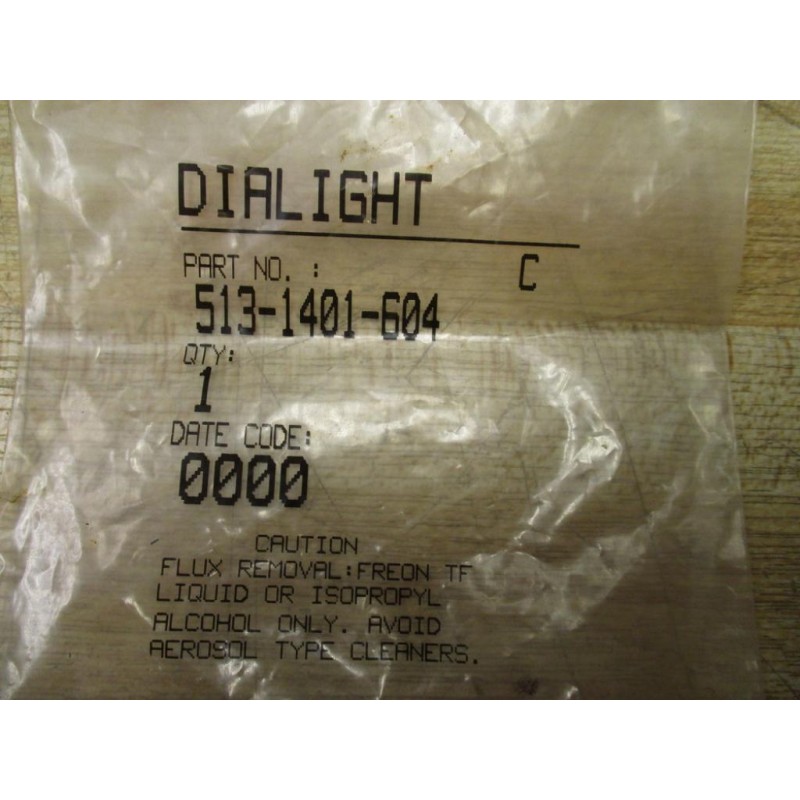 DIALIGHT
PART NO. : C
513-1401-604
QTY:
1
DATE CODE:
0000
CAUTION
FLUX REMOVAL:FREON TF
LIQUID OR ISOPROPYL
ALCOHOL ONLY. AVOID
AEROSOL TYPE CLEANERS.